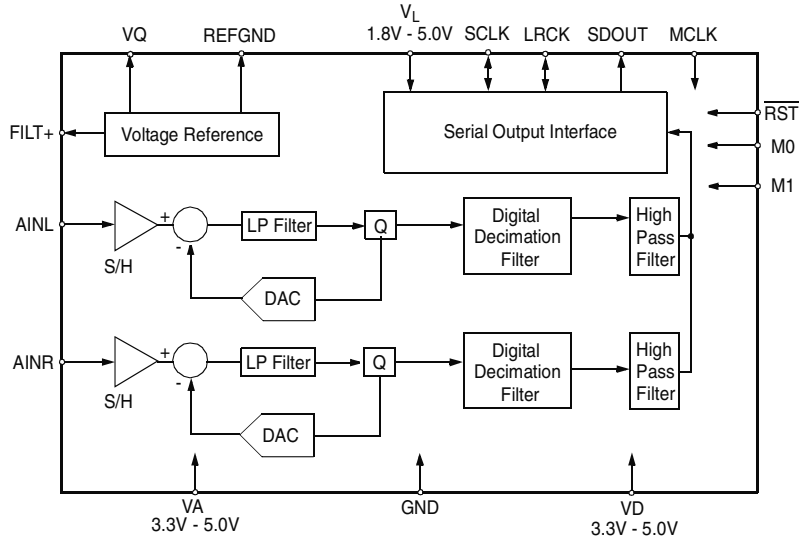 VL
1.8V - 5.0V
VQ
REFGND
SCLK
LRCK
SDOUT
MCLK
FILT+
Voltage Reference
Serial Output Interface
RST
M0
M1
AINL
S/H
+
-
LP Filter
Q
DAC
Digital
Decimation
Filter
High
Pass
Filter
AINR
S/H
+
-
LP Filter
Q
DAC
Digital
Decimation
Filter
High
Pass
Filter
VA
3.3V - 5.0V
GND
VD
3.3V - 5.0V